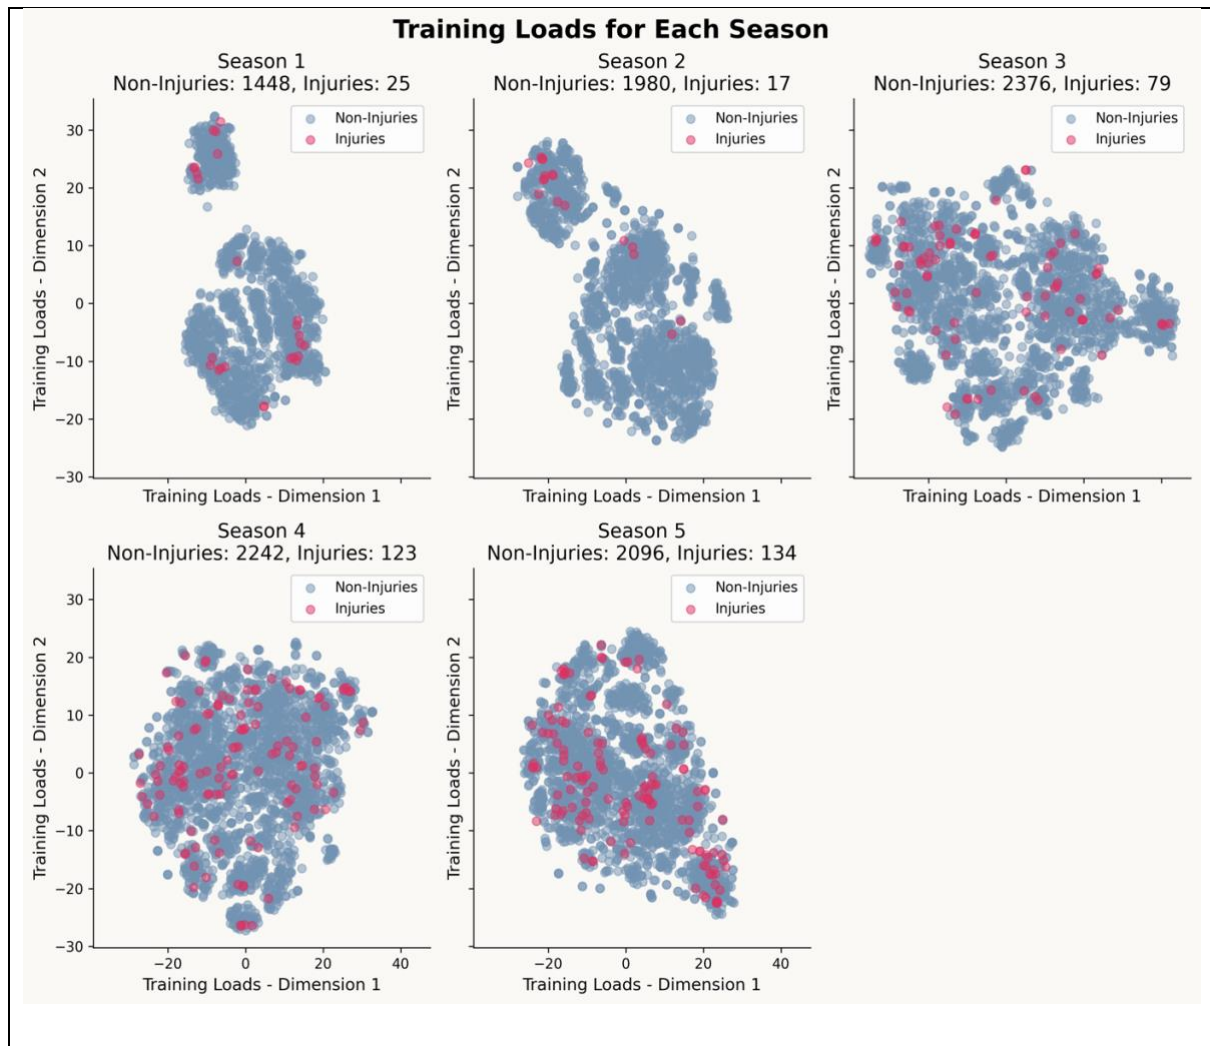 Training Loads for Each Season
Season 1
Non-Injuries: 1448, Injuries: 25
Non-Injuries
Injuries
30
20
10
0
−10
−20
−30
Training Loads - Dimension 2
Training Loads - Dimension 1
Season 2
Non-Injuries: 1980, Injuries: 17
Non-Injuries
Injuries
Training Loads - Dimension 2
Training Loads - Dimension 1
Season 3
Non-Injuries: 2376, Injuries: 79
Non-Injuries
Injuries
Training Loads - Dimension 2
Training Loads - Dimension 1
Season 4
Non-Injuries: 2242, Injuries: 123
Non-Injuries
Injuries
30
20
10
0
−10
−20
−30
Training Loads - Dimension 2
−20 0 20 40
Training Loads - Dimension 1
Season 5
Non-Injuries: 2096, Injuries: 134
Non-Injuries
Injuries
Training Loads - Dimension 2
−20 0 20 40
Training Loads - Dimension 1